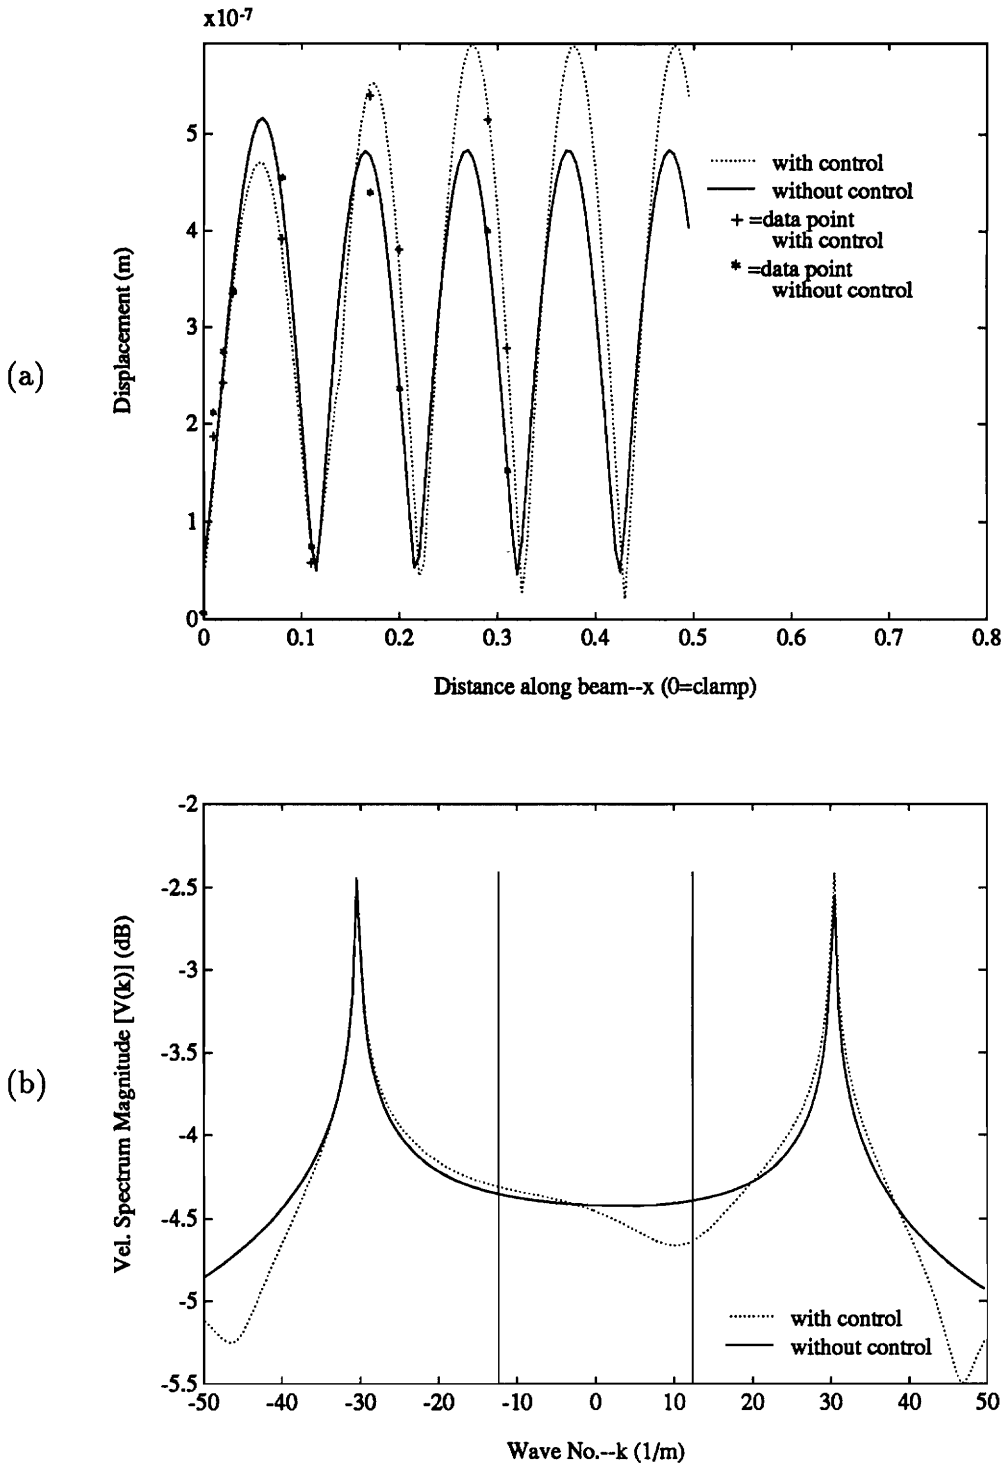 x10-7
5
4
3
2
1
0
0 0.1 0.2 0.3 0.4 0.5 0.6 0.7 0.8
Displacement (m)
Distance along beam--x (0=clamp)
with control
without control
+ =data point
with control
* =data point
without control
(a)
-2
-2.5
-3
-3.5
-4
-4.5
-5
-5.5
-50 -40 -30 -20 -10 0 10 20 30 40 50
Vel. Spectrum Magnitude [V(k)] (dB)
Wave No.--k (1/m)
with control
without control
(b)